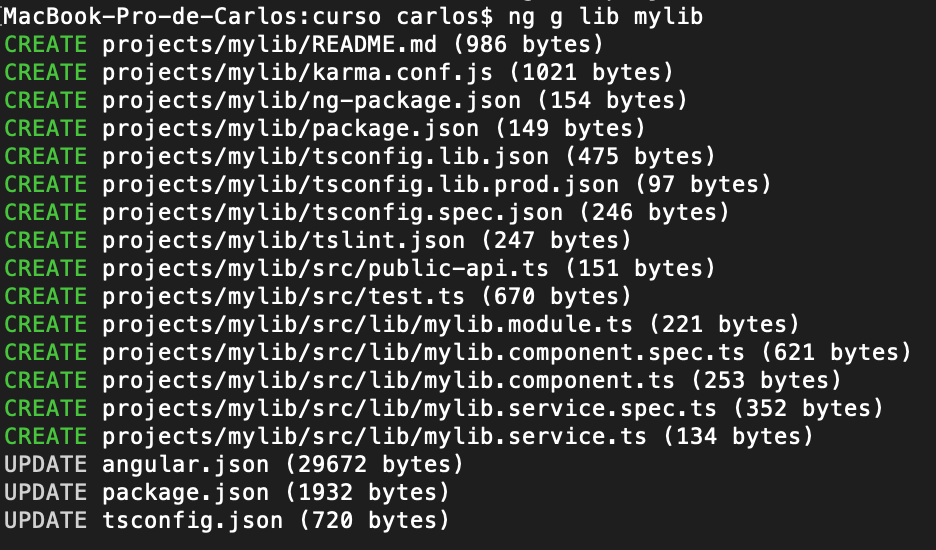 [MacBook-Pro-de-Carlos:curso carlos$ ng g lib mylib
CREATE projects/mylib/README.md (986 bytes)
CREATE projects/mylib/karma.conf.js (1021 bytes)
CREATE projects/mylib/ng-package.json (154 bytes)
CREATE projects/mylib/package.json (149 bytes)
CREATE projects/mylib/tsconfig.lib.json (475 bytes)
CREATE projects/mylib/tsconfig.lib.prod.json (97 bytes)
CREATE projects/mylib/tsconfig.spec.json (246 bytes)
CREATE projects/mylib/tslint.json (247 bytes)
CREATE projects/mylib/src/public-api.ts (151 bytes)
CREATE projects/mylib/src/test.ts (670 bytes)
CREATE projects/mylib/src/lib/mylib.module.ts (221 bytes)
CREATE projects/mylib/src/lib/mylib.component.spec.ts (621 bytes)
CREATE projects/mylib/src/lib/mylib.component.ts (253 bytes)
CREATE projects/mylib/src/lib/mylib.service.spec.ts (352 bytes)
CREATE projects/mylib/src/lib/mylib.service.ts (134 bytes)
UPDATE angular.json (29672 bytes)
UPDATE package.json (1932 bytes)
UPDATE tsconfig.json (720 bytes)